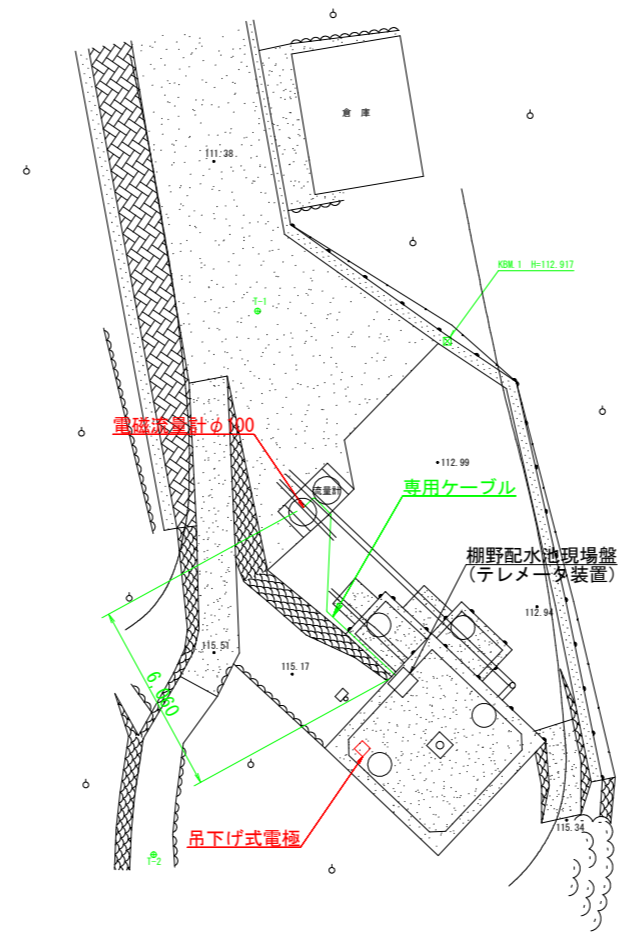 倉 庫
111.38
KBM.1 H=112.917
T-1
電磁流量計φ100
112.99
流量計
専用ケーブル
棚野配水池現場盤
(テレメータ装置)
112.94
115.51
115.17
吊下げ式電極
115.34
T-2